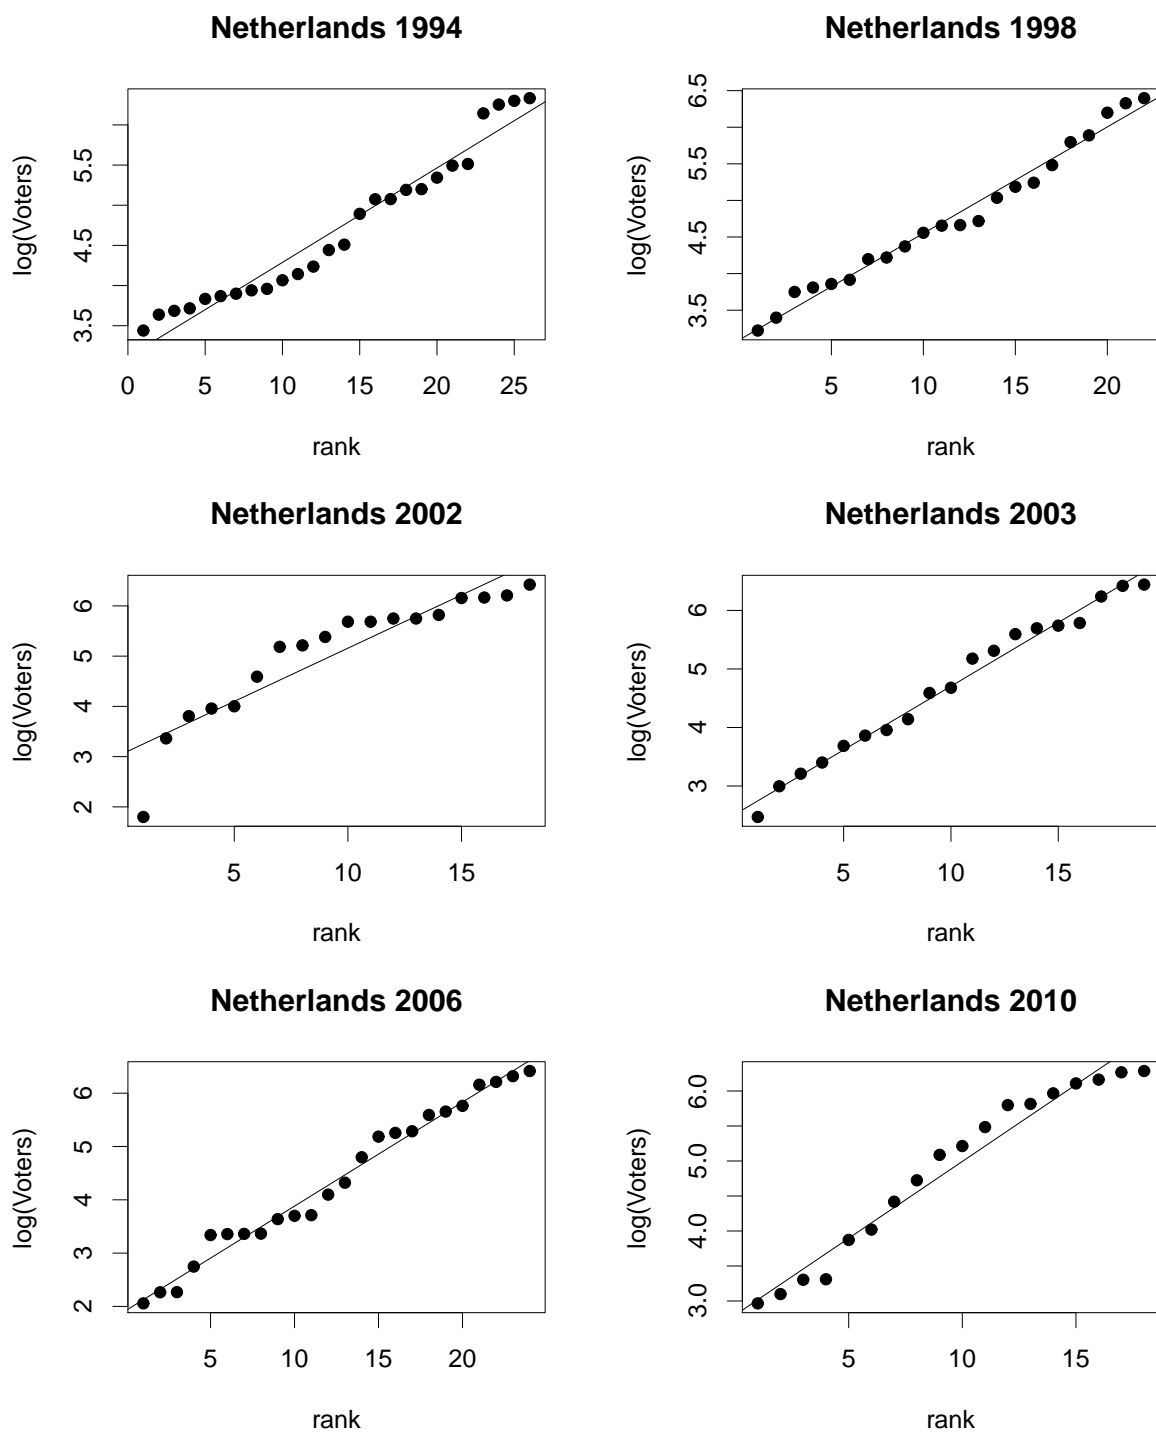 Netherlands 1994
log(Voters)
3.5 4.5 5.5
0 5 10 15 20 25
rank
Netherlands 1998
log(Voters)
3.5 4.5 5.5 6.5
5 10 15 20
rank
Netherlands 2002
log(Voters)
2 3 4 5 6
5 10 15
rank
Netherlands 2003
log(Voters)
3 4 5 6
5 10 15
rank
Netherlands 2006
log(Voters)
2 3 4 5 6
5 10 15 20
rank
Netherlands 2010
log(Voters)
3.0 4.0 5.0 6.0
5 10 15
rank